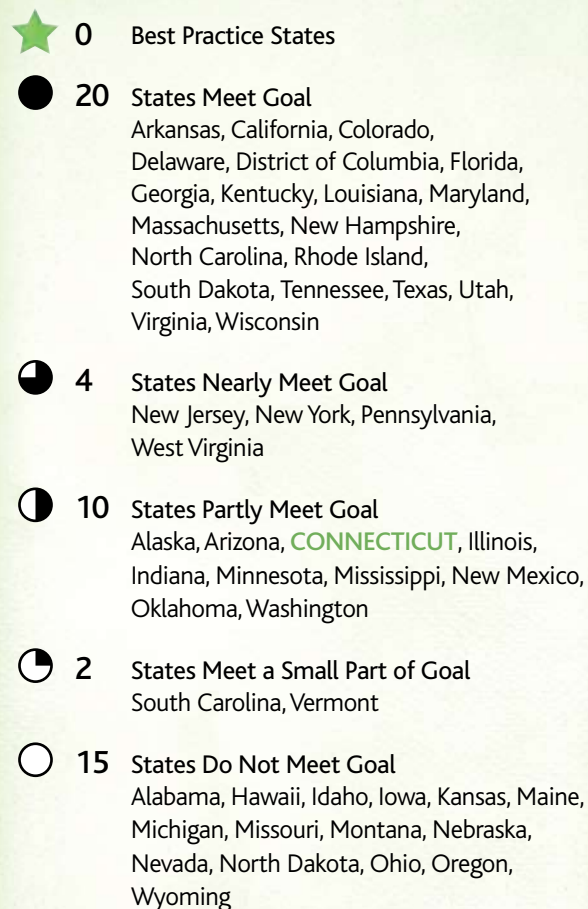 0 Best Practice States
20 States Meet Goal
Arkansas, California, Colorado,
Delaware, District of Columbia, Florida,
Georgia, Kentucky, Louisiana, Maryland,
Massachusetts, New Hampshire,
North Carolina, Rhode Island,
South Dakota, Tennessee, Texas, Utah,
Virginia, Wisconsin
4 States Nearly Meet Goal
New Jersey, New York, Pennsylvania,
West Virginia
10 States Partly Meet Goal
Alaska, Arizona, CONNECTICUT, Illinois,
Indiana, Minnesota, Mississippi, New Mexico,
Oklahoma, Washington
2 States Meet a Small Part of Goal
South Carolina, Vermont
15 States Do Not Meet Goal
Alabama, Hawaii, Idaho, Iowa, Kansas, Maine,
Michigan, Missouri, Montana, Nebraska,
Nevada, North Dakota, Ohio, Oregon,
Wyoming